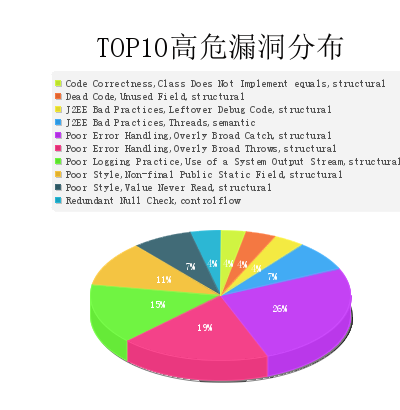 TOP10高危漏洞分布
Code Correctness,Class Does Not Implement equals,structural
Dead Code,Unused Field,structural
J2EE Bad Practices,Leftover Debug Code,structural
J2EE Bad Practices,Threads,semantic
Poor Error Handling,Overly Broad Catch,structural
Poor Error Handling,Overly Broad Throws,structural
Poor Logging Practice,Use of a System Output Stream,structural
Poor Style,Non-final Public Static Field,structural
Poor Style,Value Never Read,structural
Redundant Null Check,controlflow
4%
4%
4%
4%
7%
7%
11%
15%
26%
19%